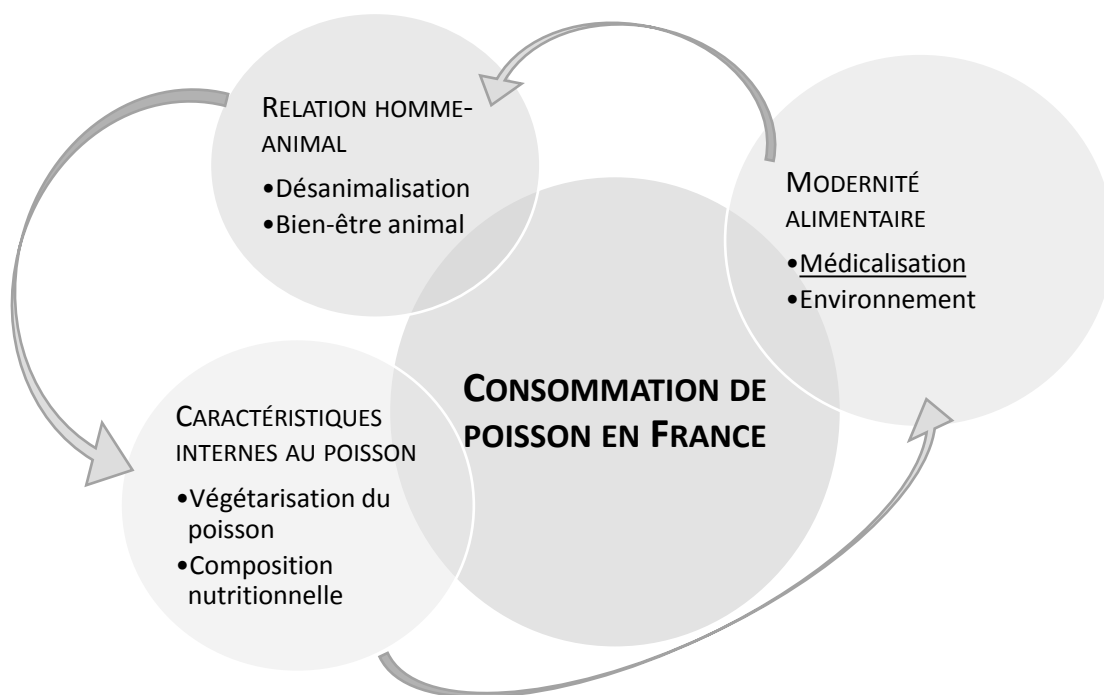 RELATION HOMME-
ANIMAL
•Désanimalisation
•Bien-être animal
MODERNITÉ
ALIMENTAIRE
•Médicalisation
•Environnement
CONSOMMATION DE
POISSON EN FRANCE
CARACTÉRISTIQUES
INTERNES AU POISSON
•Végétarisation du
poisson
•Composition
nutritionnelle